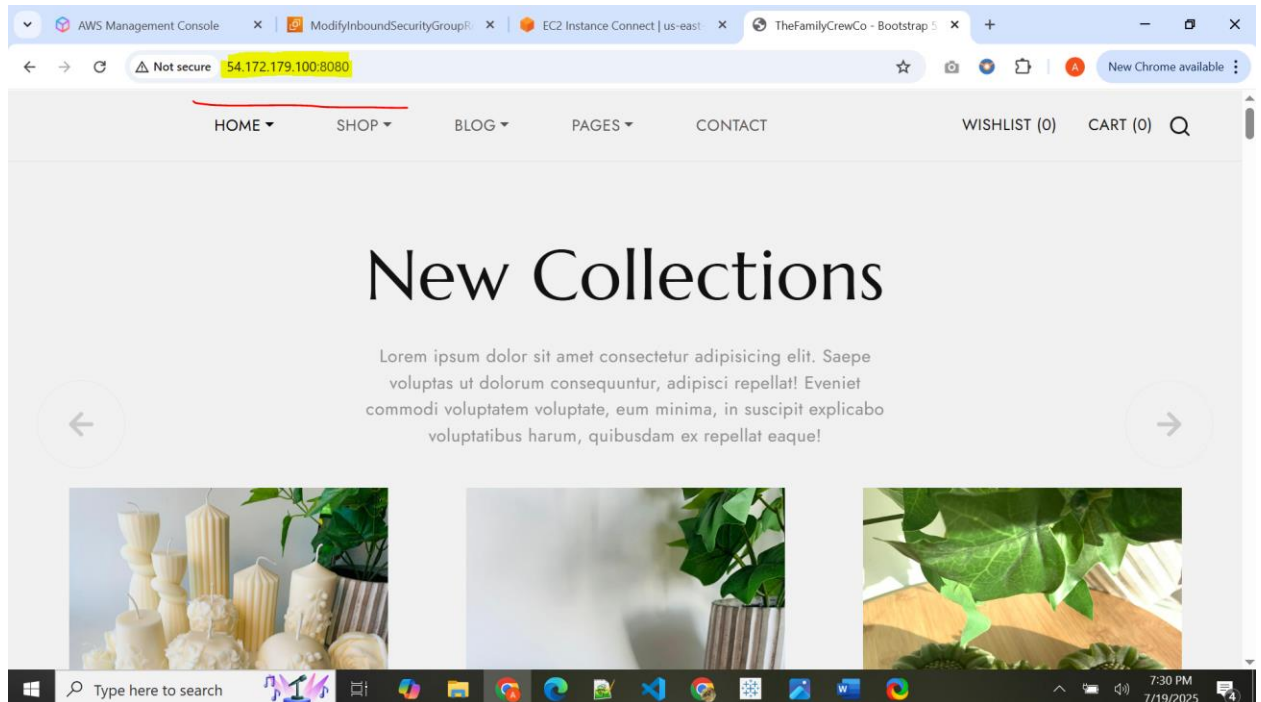 AWS Management Console
ModifyInboundSecurityGroupR
EC2 Instance Connect | us-east
TheFamilyCrewCo - Bootstrap 5
Not secure
54.172.179.100:8080
A
New Chrome available
HOME
SHOP
BLOG
PAGES
CONTACT
WISHLIST (0)
CART (0)
New Collections
Lorem ipsum dolor sit amet consectetur adipisicing elit. Saepe
voluptas ut dolorum consequuntur, adipisci repellat! Eveniet
commodi voluptatem voluptate, eum minima, in suscipit explicabo
voluptatibus harum, quibusdam ex repellat eaque!
Type here to search
7:30 PM
7/19/2025
4